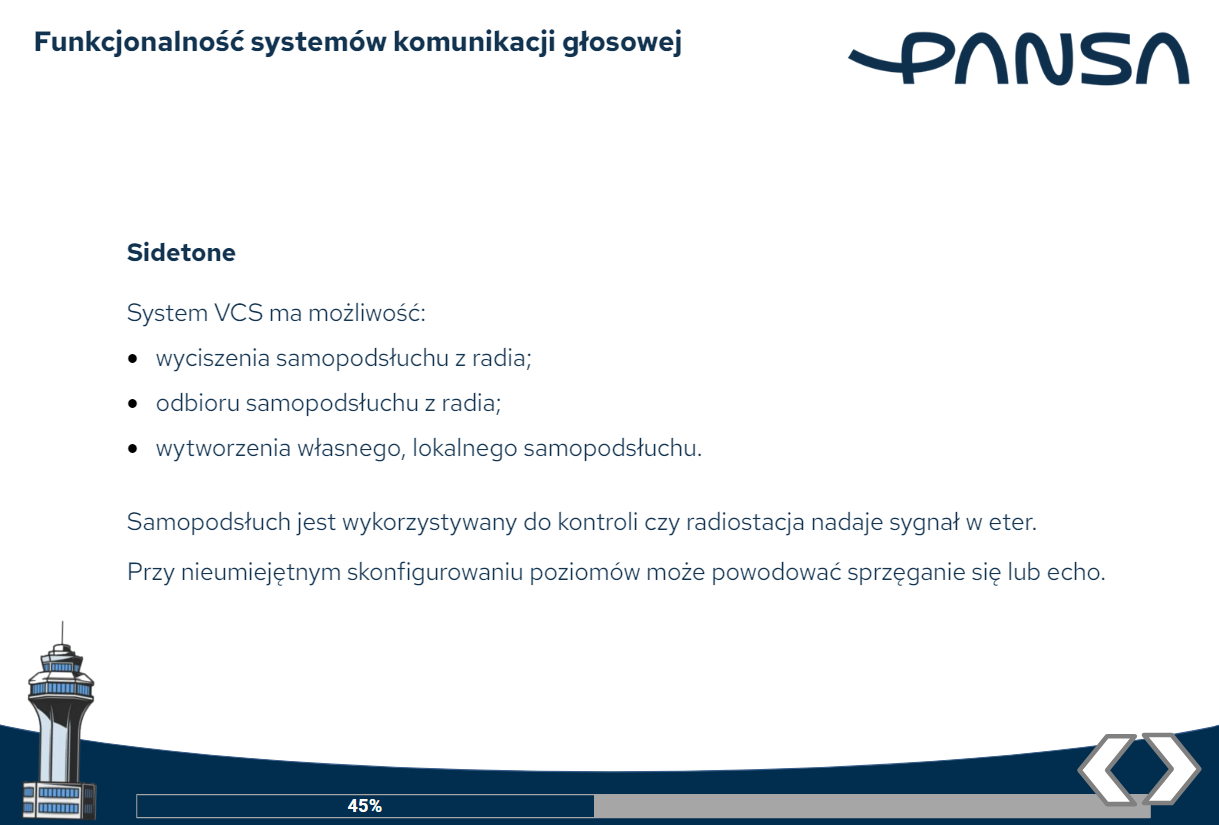 Funkcjonalność systemów komunikacji głosowej
PANSA
Sidetone
System VCS ma możliwość:
• wyciszenia samopodsłuchu z radia;
• odbioru samopodsłuchu z radia;
• wytworzenia własnego, lokalnego samopodsłuchu.
Samopodsłuch jest wykorzystywany do kontroli czy radiostacja nadaje sygnał w eter.
Przy nieumiejętnym skonfigurowaniu poziomów może powodować sprzęganie się lub echo.
45%